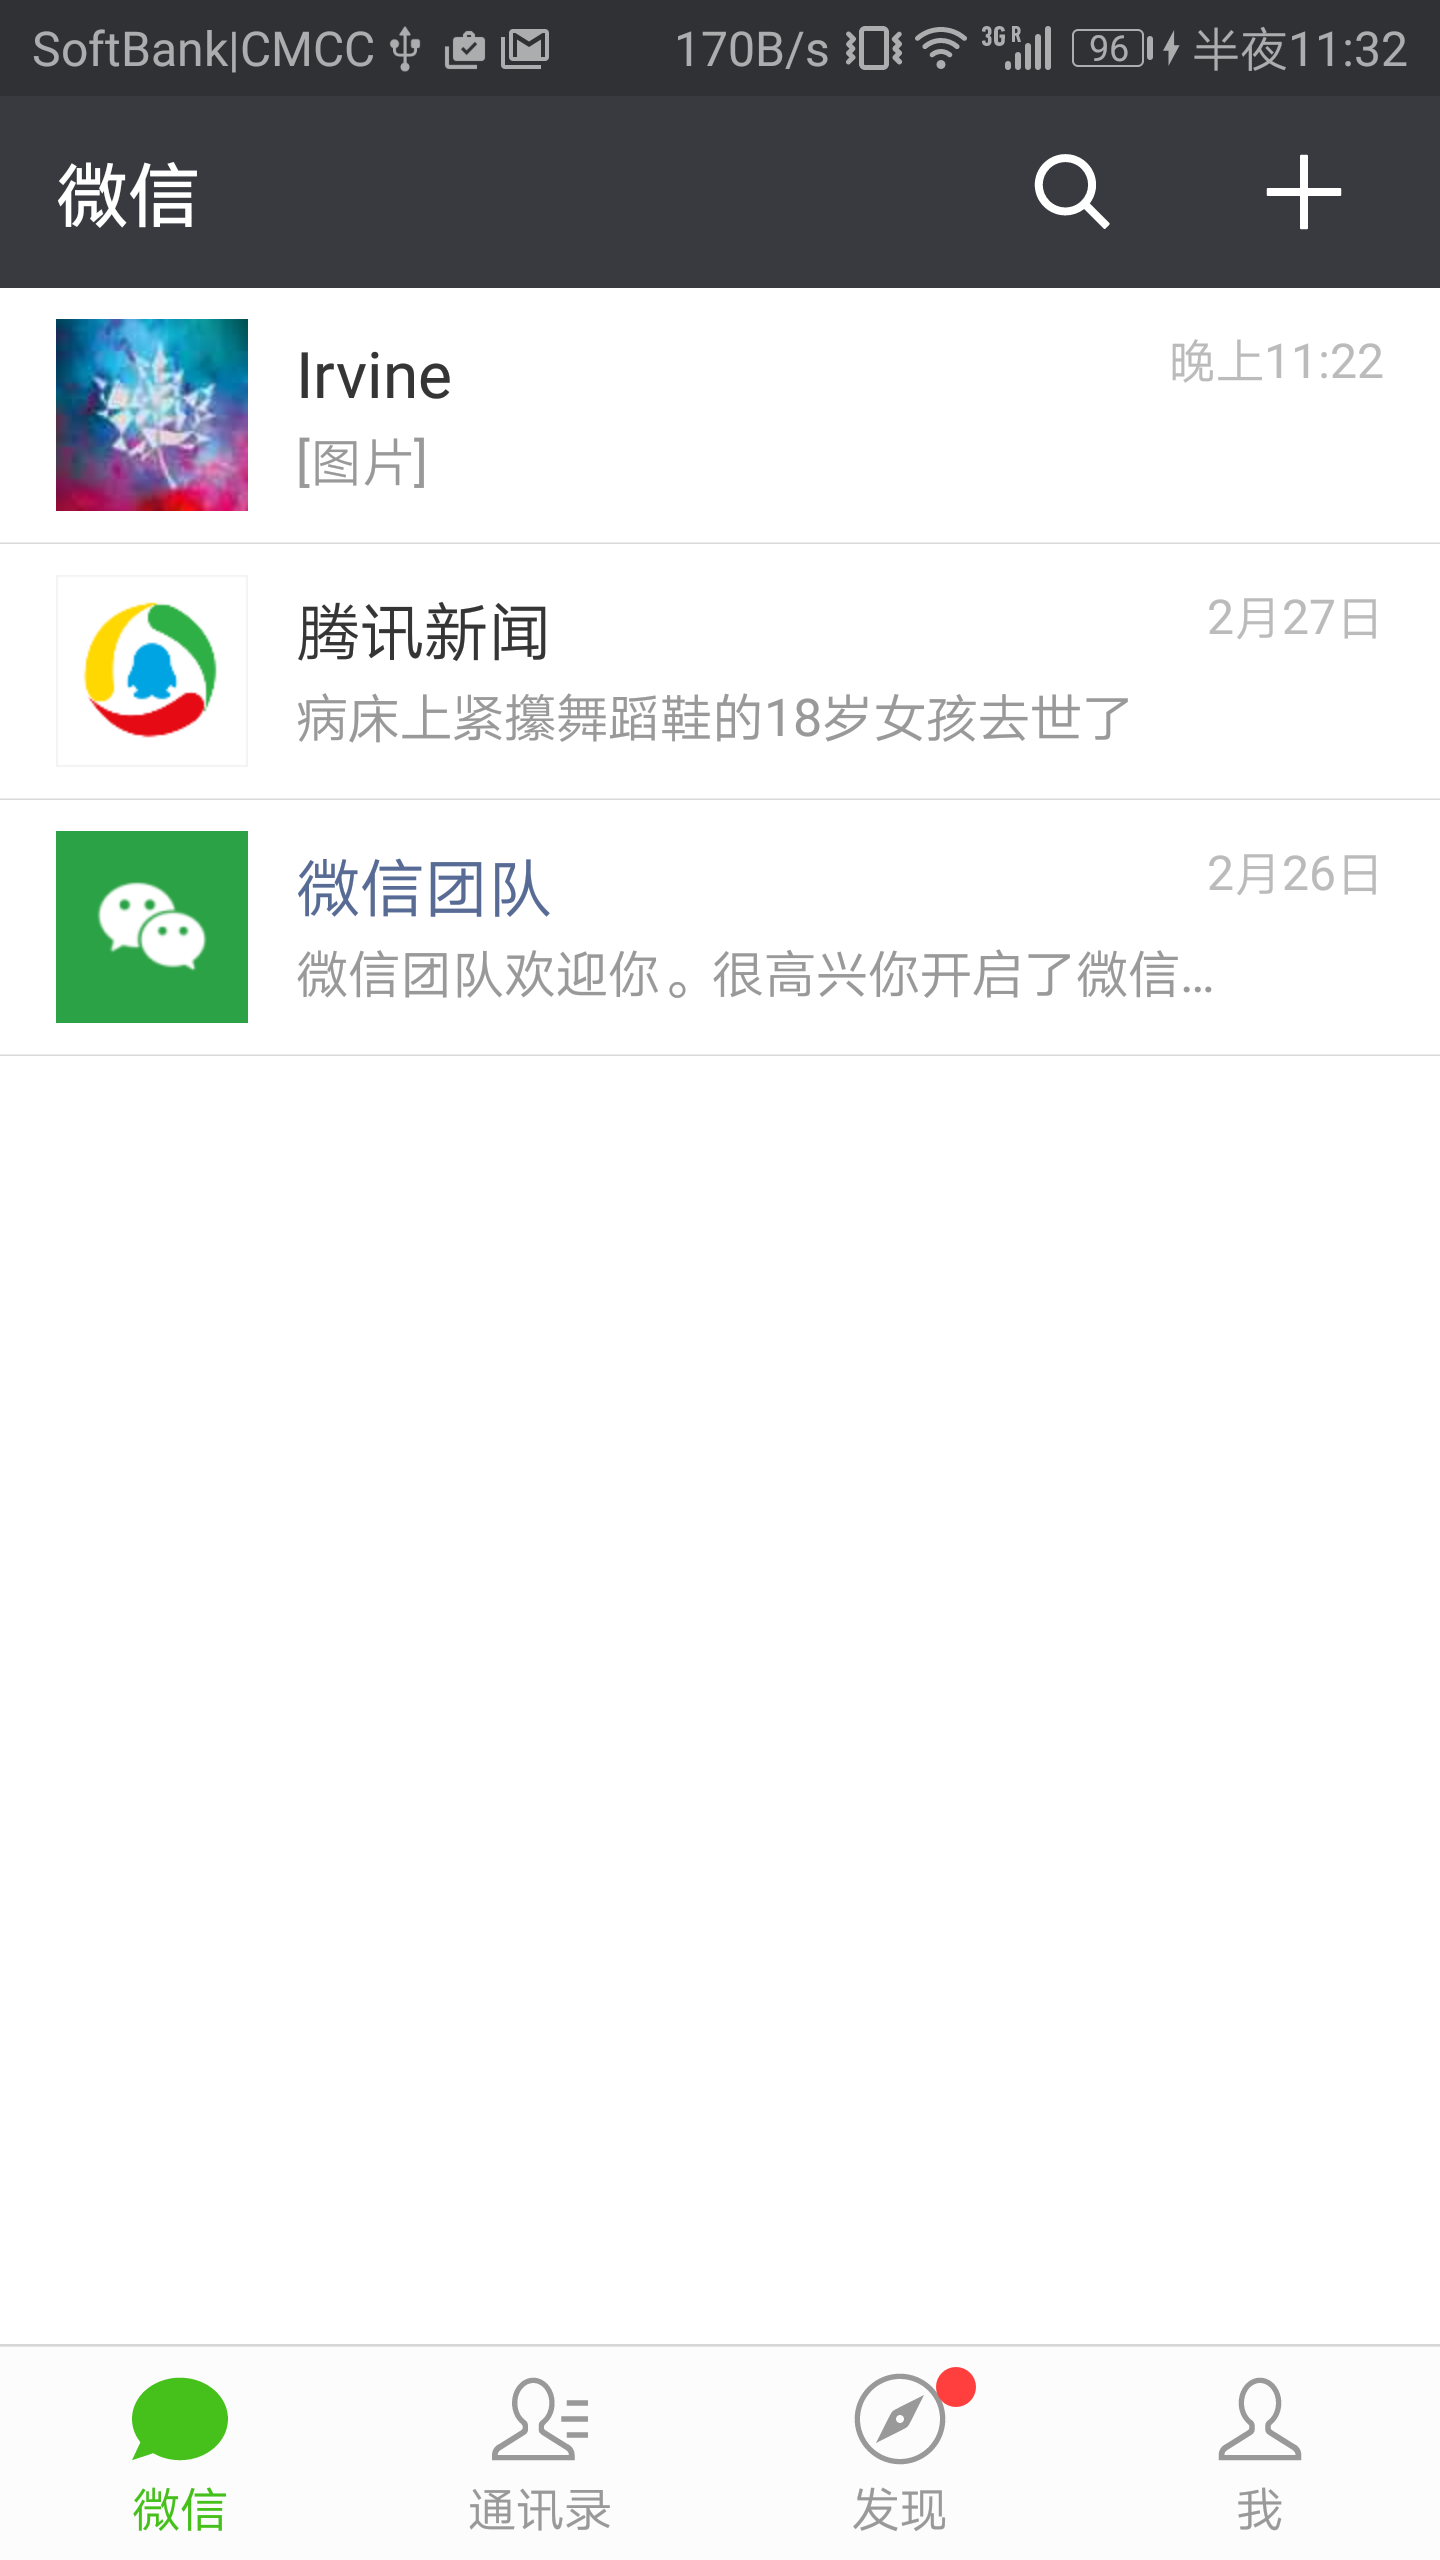 SoftBank|CMCC 170B/s 3G R 96 半夜11:32
微信
Irvine 晚上11:22
[图片]
腾讯新闻 2月27日
病床上紧攥舞蹈鞋的18岁女孩去世了
微信团队 2月26日
微信团队欢迎你。很高兴你开启了微信...
微信 通讯录 发现 我